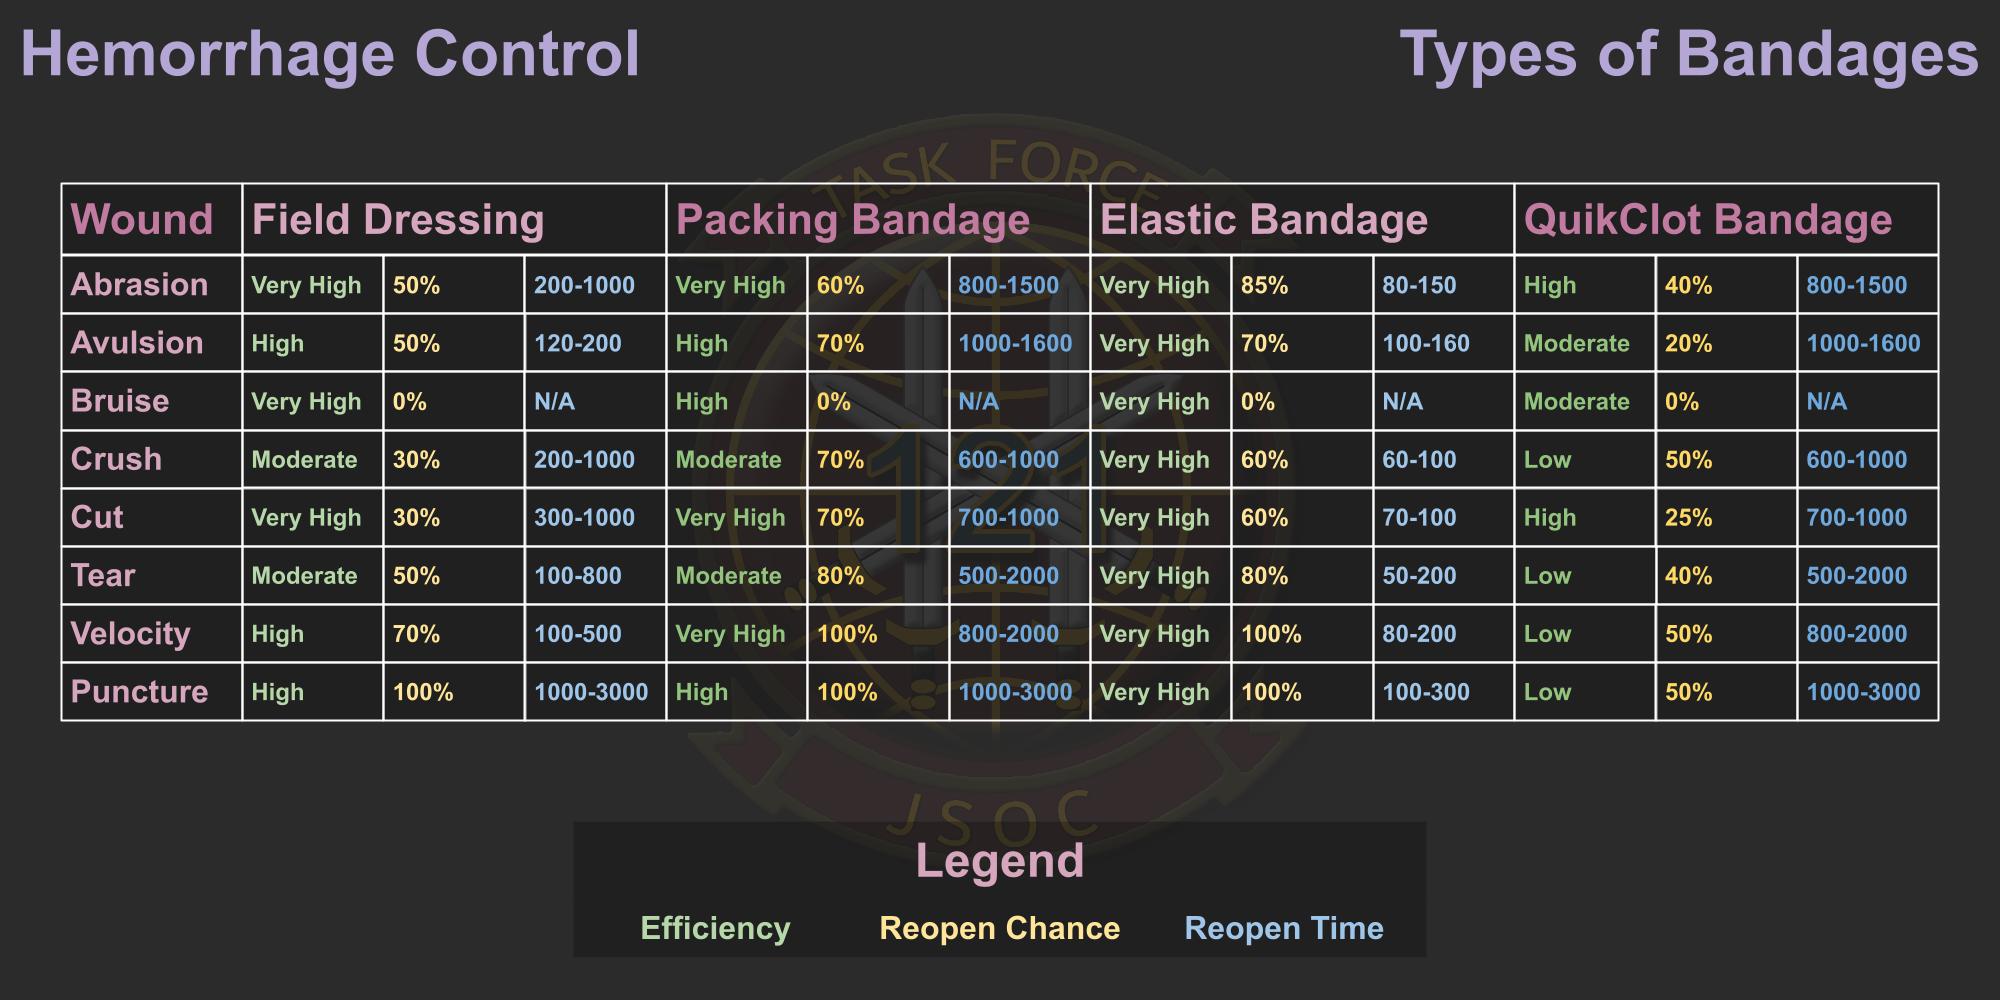 Hemorrhage Control
Types of Bandages
TASK FORCE
Wound Field Dressing Packing Bandage Elastic Bandage QuikClot Bandage
Abrasion Very High 50% 200-1000 Very High 60% 800-1500 Very High 85% 80-150 High 40% 800-1500
Avulsion High 50% 120-200 High 70% 1000-1600 Very High 70% 100-160 Moderate 20% 1000-1600
Bruise Very High 0% N/A High 0% N/A Very High 0% N/A Moderate 0% N/A
Crush Moderate 30% 200-1000 Moderate 70% 600-1000 Very High 60% 60-100 Low 50% 600-1000
Cut Very High 30% 300-1000 Very High 70% 700-1000 Very High 60% 70-100 High 25% 700-1000
121
Tear Moderate 50% 100-800 Moderate 80% 500-2000 Very High 80% 50-200 Low 40% 500-2000
Velocity High 70% 100-500 Very High 100% 800-2000 Very High 100% 80-200 Low 50% 800-2000
Puncture High 100% 1000-3000 High 100% 1000-3000 Very High 100% 100-300 Low 50% 1000-3000
JSOC
Legend
Efficiency Reopen Chance Reopen Time